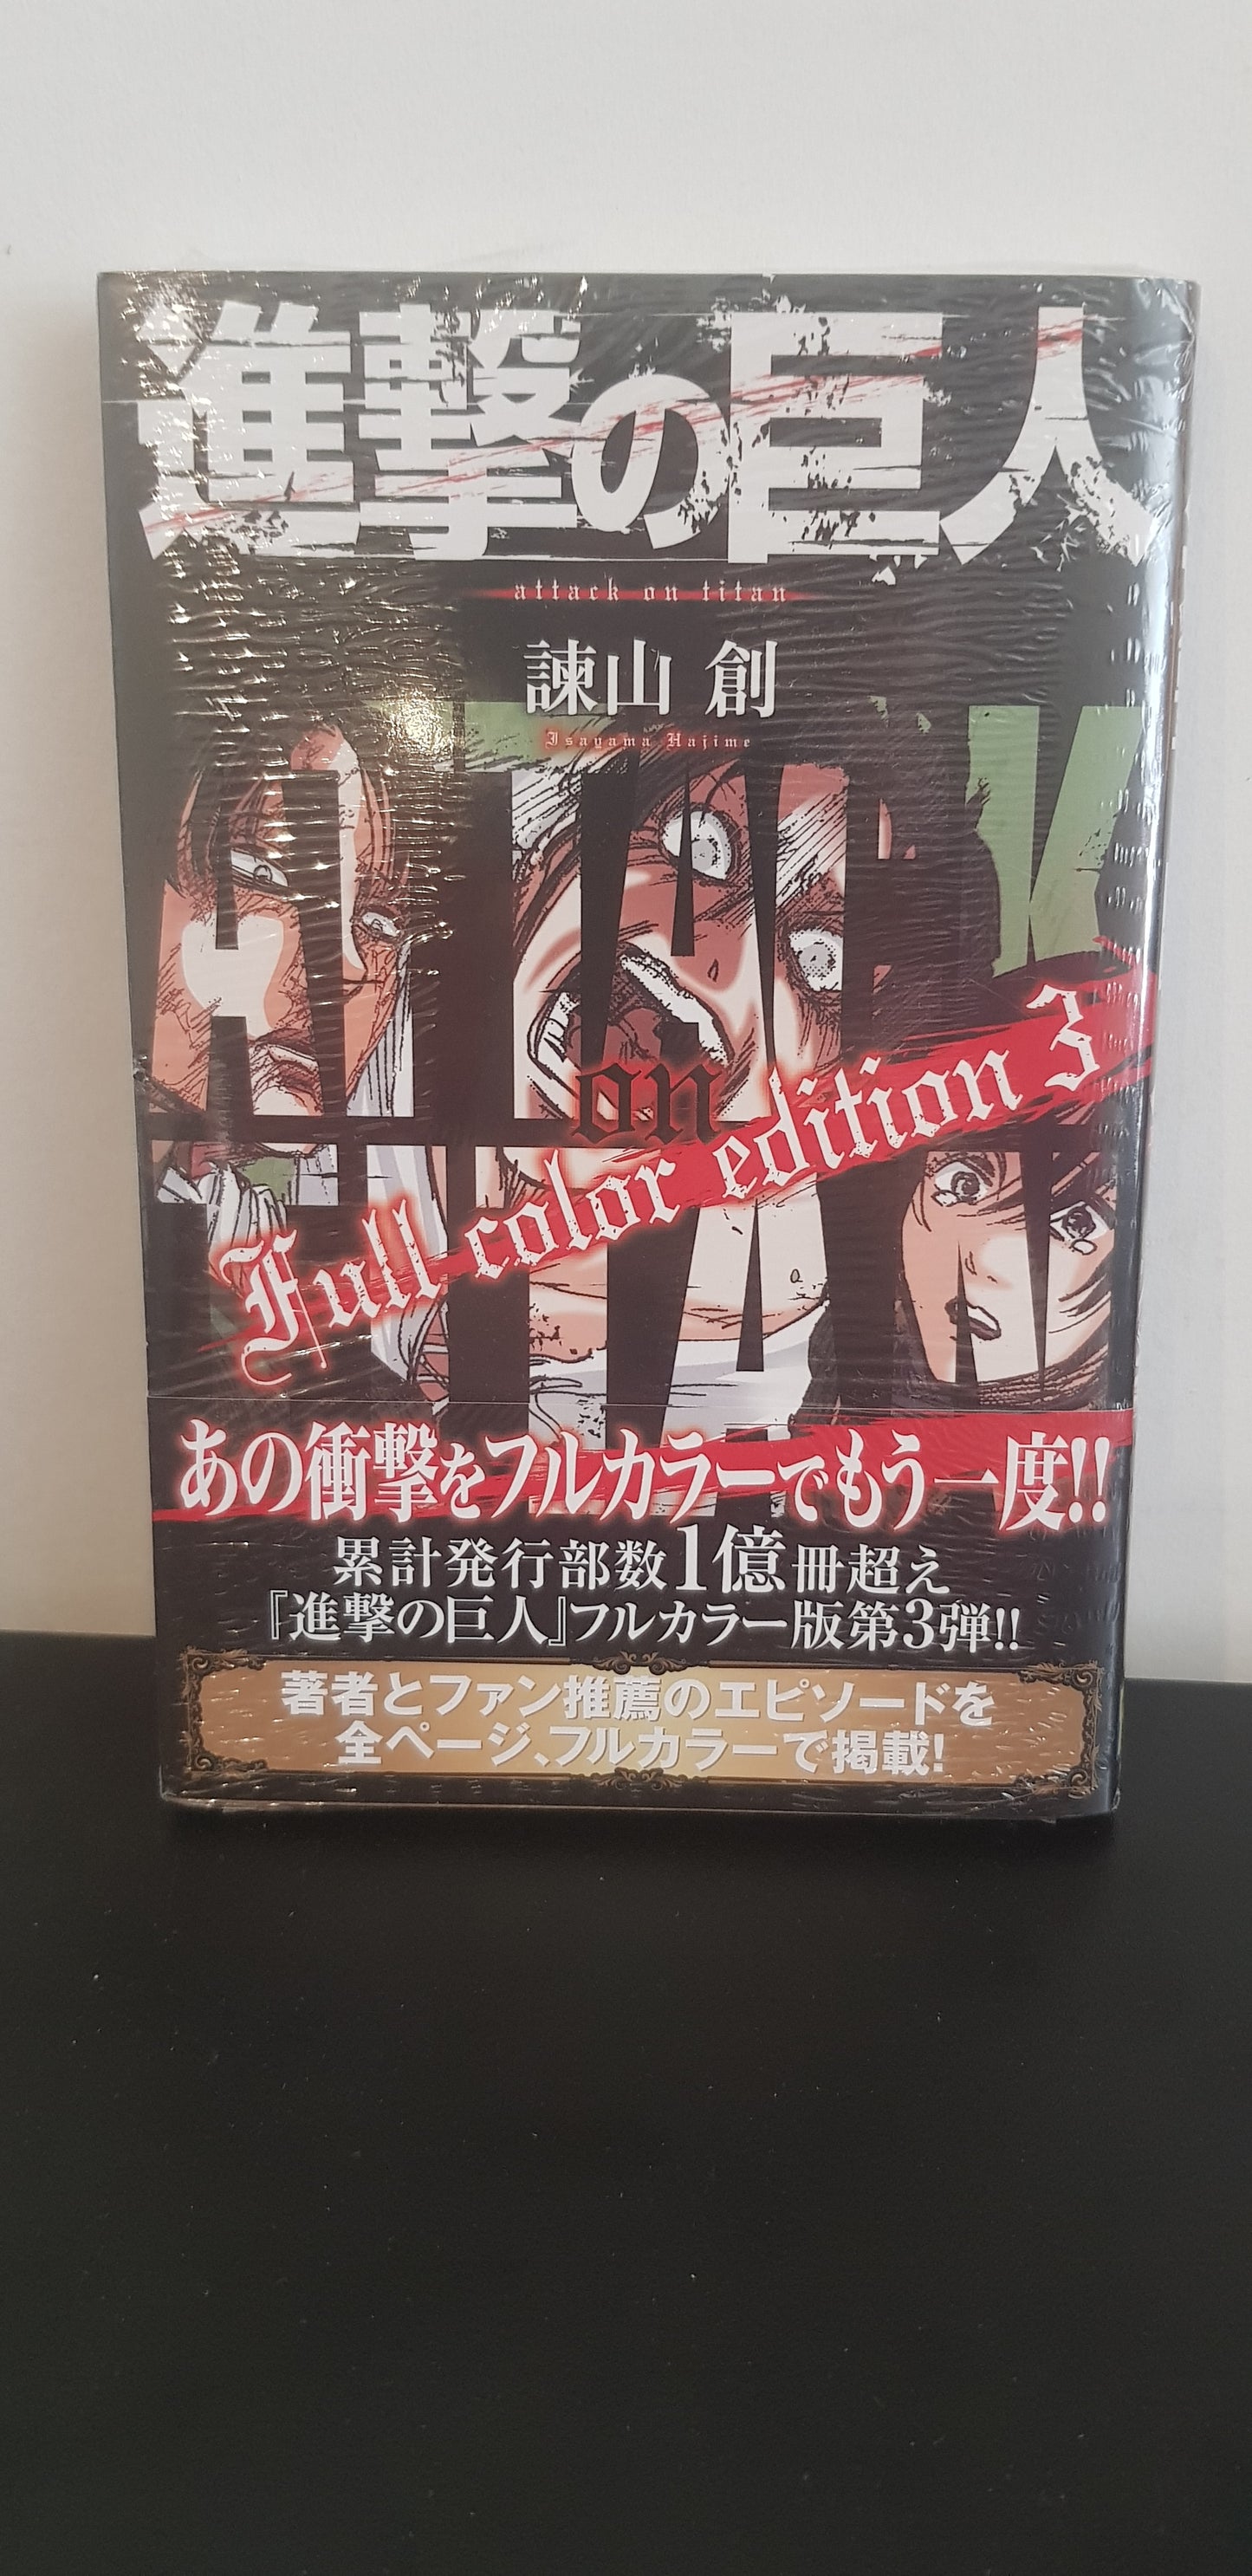 進撃の巨人
attack on titan
諫山 創
Isayama Hajime
ATTACK
on
TITAN
Full color edition 3
あの衝撃をフルカラーでもう一度!!
累計発行部数1億冊超え
『進撃の巨人』フルカラー版第3弾!!
著者とファン推薦のエピソードを
全ページ、フルカラーで掲載!